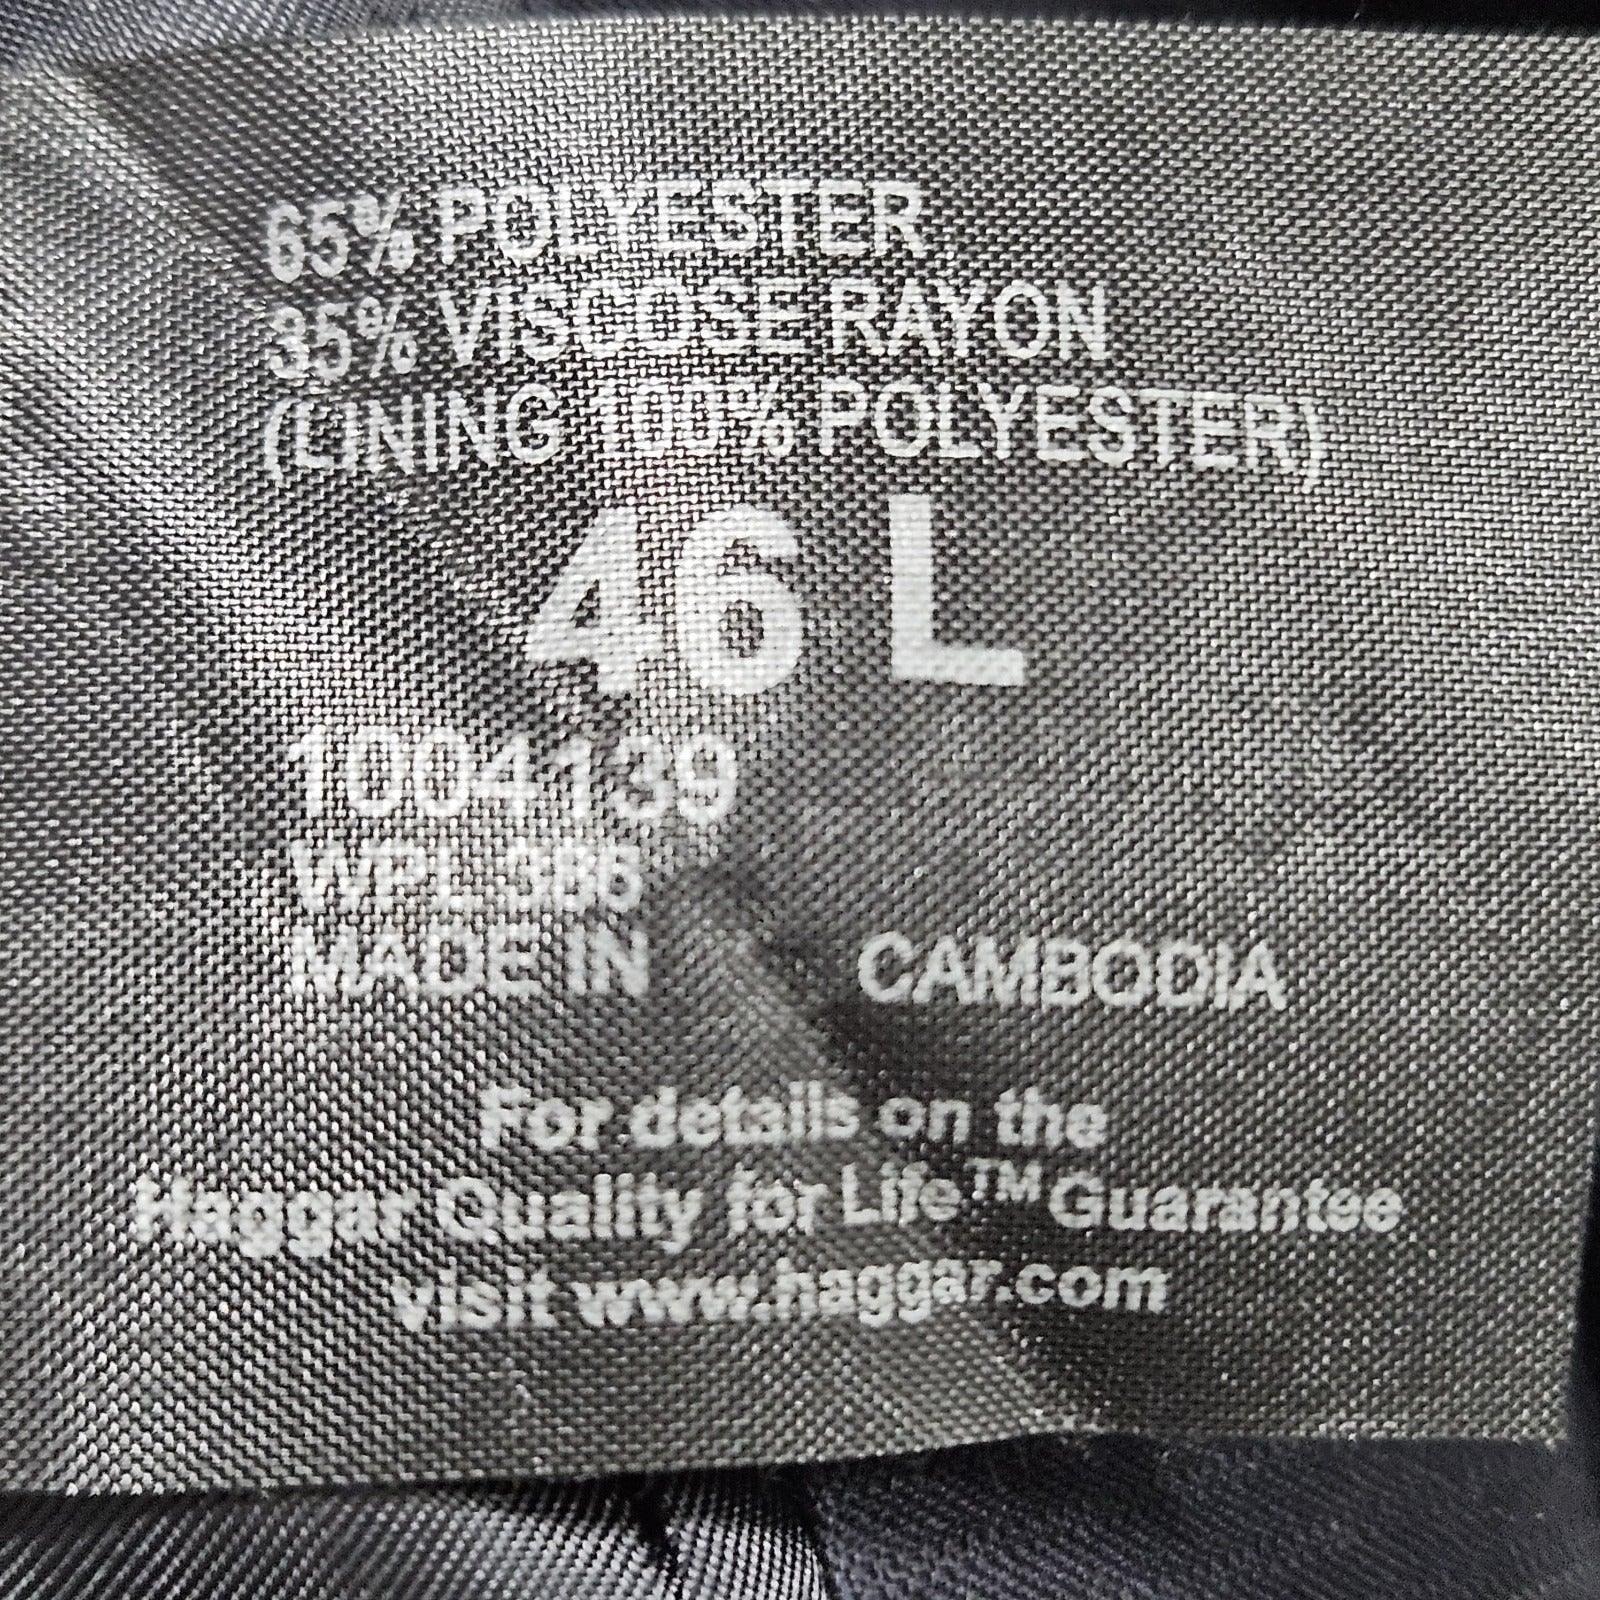 65% POLYESTER
35% VISCOSE RAYON
(LINING 100% POLYESTER)
46 L
1004139
WPL 386
MADE IN CAMBODIA
For details on the
Haggar Quality for Life™ Guarantee
visit www.haggar.com